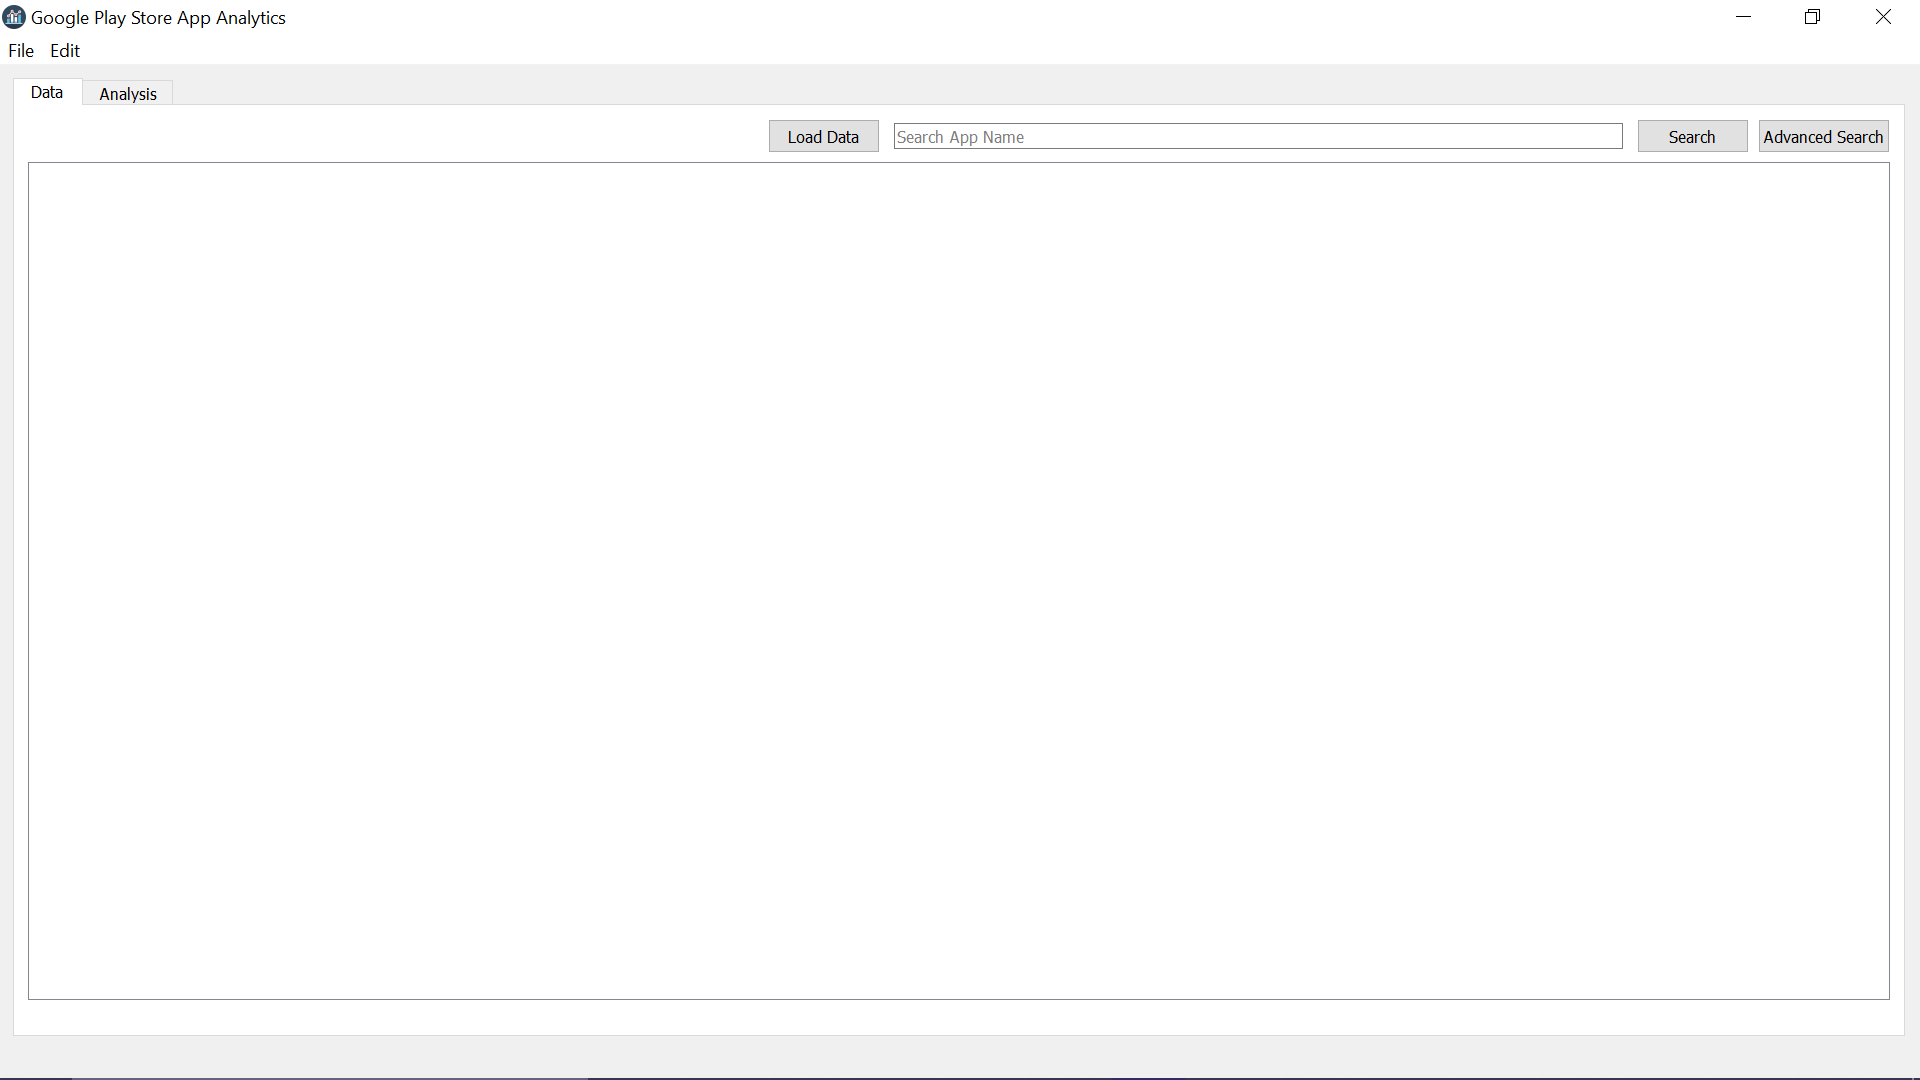 Google Play Store App Analytics
File Edit
Data Analysis
Load Data Search App Name Search Advanced Search